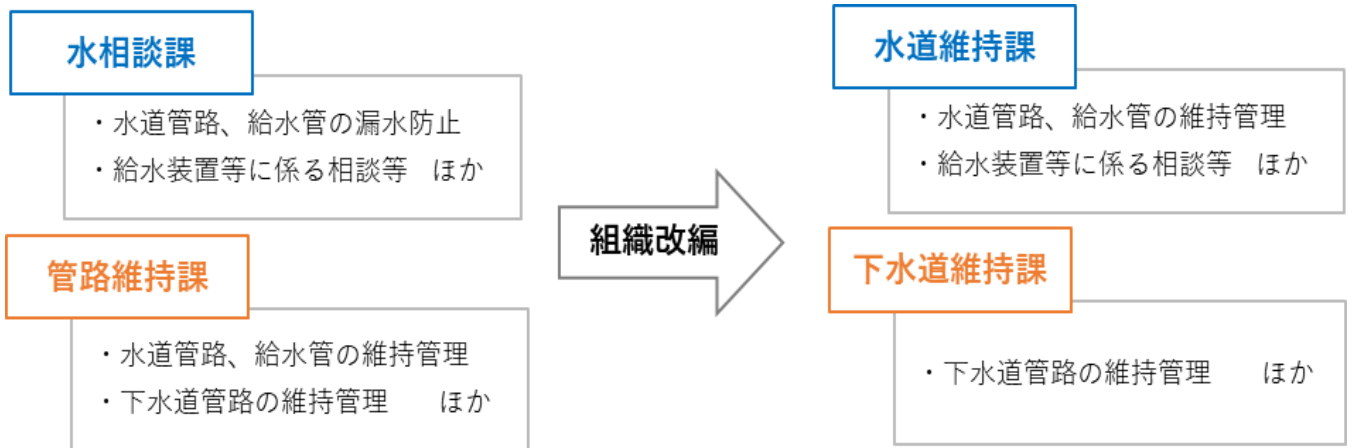 水相談課
・水道管路、給水管の漏水防止
・給水装置等に係る相談等　ほか
管路維持課
・水道管路、給水管の維持管理
・下水道管路の維持管理　　ほか
組織改編
水道維持課
・水道管路、給水管の維持管理
・給水装置等に係る相談等　ほか
下水道維持課
・下水道管路の維持管理　　ほか